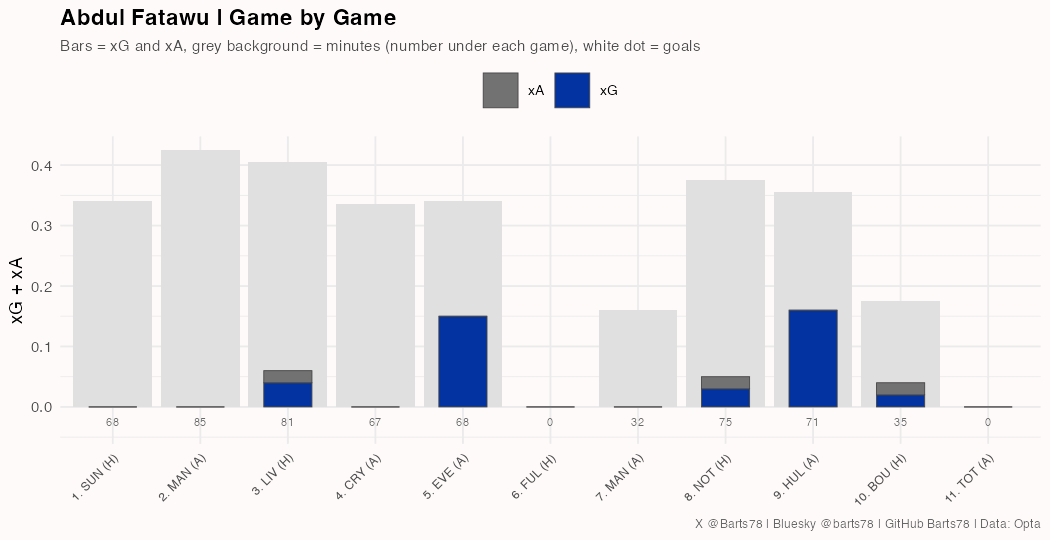 Abdul Fatawu | Game by Game
Bars = xG and xA, grey background = minutes (number under each game), white dot = goals
xA xG
xG + xA
0.4
0.3
0.2
0.1
0.0
68 85 81 67 68 0 32 75 71 35 0
1. SUN (H) 2. MAN (A) 3. LIV (H) 4. CRY (A) 5. EVE (A) 6. FUL (H) 7. MAN (A) 8. NOT (H) 9. HUL (A) 10. BOU (H) 11. TOT (A)
X @Barts78 | Bluesky @barts78 | GitHub Barts78 | Data: Opta